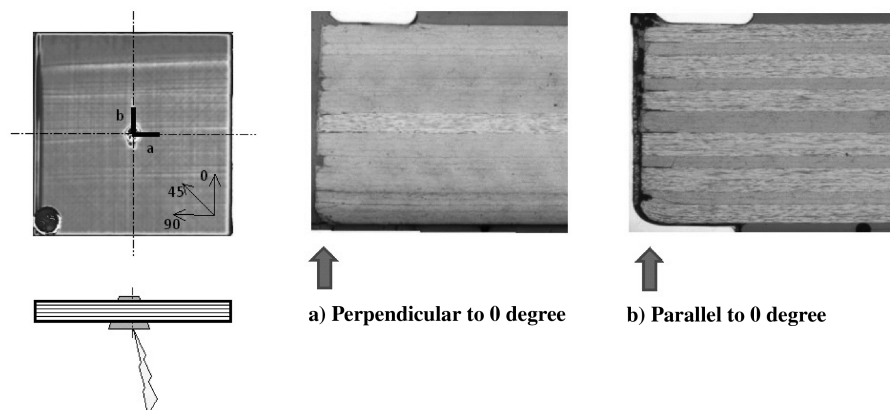 b
a
0
45
90
a) Perpendicular to 0 degree
b) Parallel to 0 degree